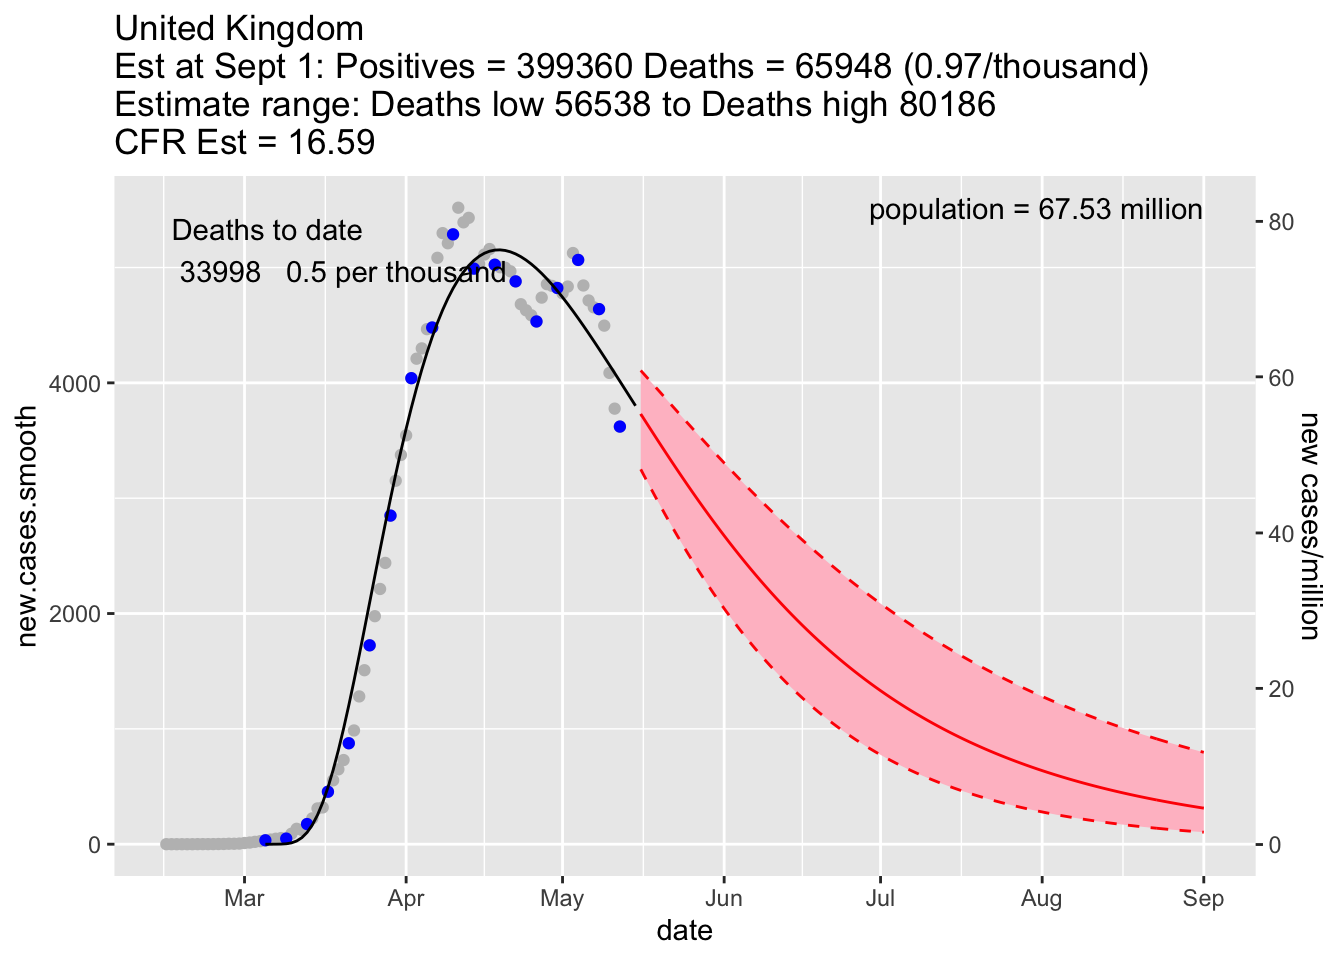 United Kingdom
Est at Sept 1: Positives = 399360 Deaths = 65948 (0.97/thousand)
Estimate range: Deaths low 56538 to Deaths high 80186
CFR Est = 16.59
Deaths to date
33998 0.5 per thousand
population = 67.53 million
new.cases.smooth
4000
2000
0
80
60
40
20
0
new cases/million
Mar Apr May Jun Jul Aug Sep
date